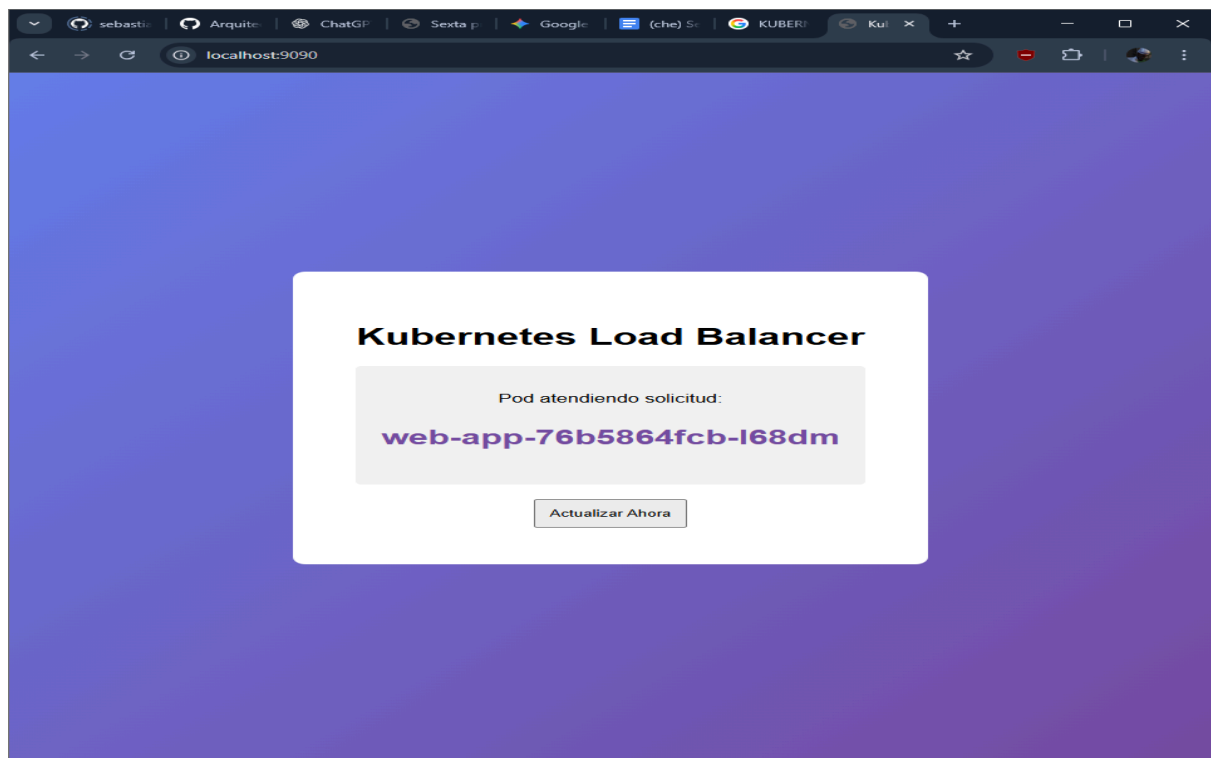 sebastia
Arquite
ChatGP
Sexta p
Google
(che) Se
KUBER
Kul
localhost:9090
Kubernetes Load Balancer
Pod atendiendo solicitud:
web-app-76b5864fcb-l68dm
Actualizar Ahora